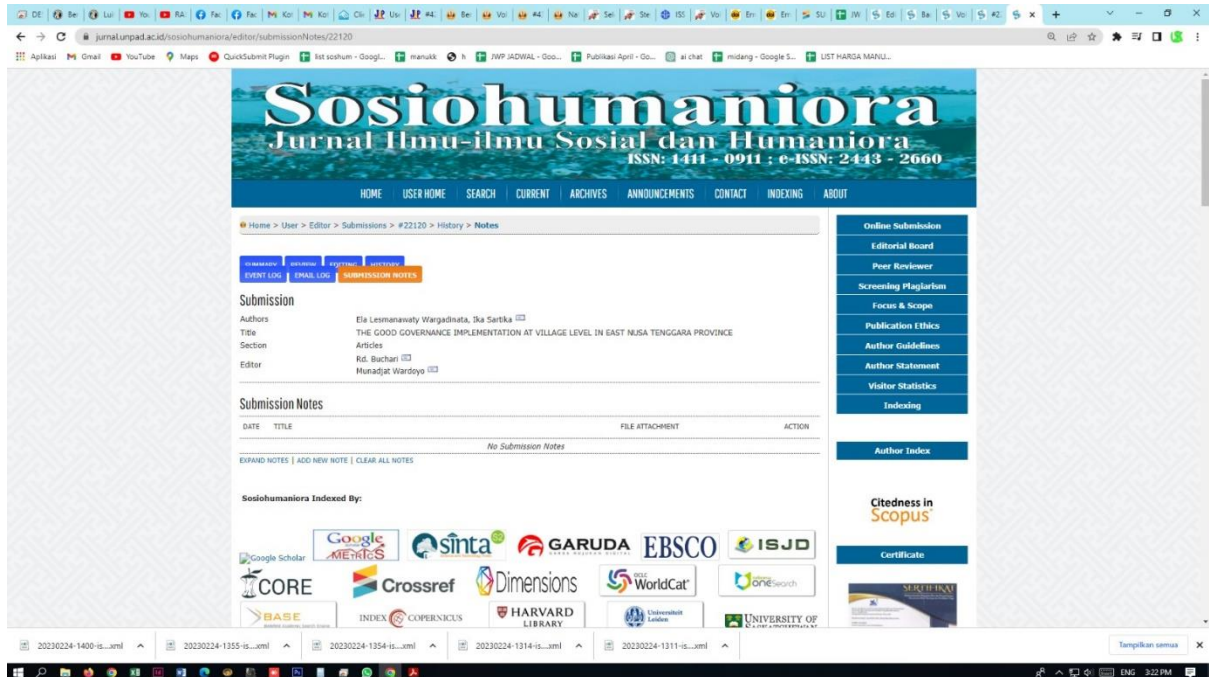 jurnal.unpad.ac.id/sosiohumaniora/editor/submissionNotes/22120
Aplikasi Gmail YouTube Maps QuickSubmit Plugin list soshum - Googl... manukk h JWP JADWAL - Goo... Publikasi April - Go... ai chat midang - Google S... LIST HARGA MANU...
Sosiohumaniora
Jurnal Ilmu-ilmu Sosial dan Humaniora
ISSN: 1411 - 0911 ; e-ISSN: 2443 - 2660
HOME USER HOME SEARCH CURRENT ARCHIVES ANNOUNCEMENTS CONTACT INDEXING ABOUT
Home > User > Editor > Submissions > #22120 > History > Notes
SUMMARY REVIEW EDITING HISTORY
EVENT LOG EMAIL LOG SUBMISSION NOTES
Submission
Authors Ela Lesmanawaty Wargadinata, Ika Sartika
Title THE GOOD GOVERNANCE IMPLEMENTATION AT VILLAGE LEVEL IN EAST NUSA TENGGARA PROVINCE
Section Articles
Editor Rd. Buchari
Munadjat Wardoyo
Submission Notes
DATE TITLE FILE ATTACHMENT ACTION
No Submission Notes
EXPAND NOTES | ADD NEW NOTE | CLEAR ALL NOTES
Sosiohumaniora Indexed By:
Google Scholar
Google
METRICS
sinta
GARUDA
EBSCO
ISJD
CORE
Crossref
Dimensions
OCLC
WorldCat
oneSearch
BASE
INDEX COPERNICUS
HARVARD
LIBRARY
Universiteit
Leiden
UNIVERSITY OF
Online Submission
Editorial Board
Peer Reviewer
Screening Plagiarism
Focus & Scope
Publication Ethics
Author Guidelines
Author Statement
Visitor Statistics
Indexing
Author Index
Citedness in
Scopus
Certificate
SERTIFIKAT
20230224-1400-is....xml 20230224-1355-is....xml 20230224-1354-is....xml 20230224-1314-is....xml 20230224-1311-is....xml Tampilkan semua
ENG 3:22 PM